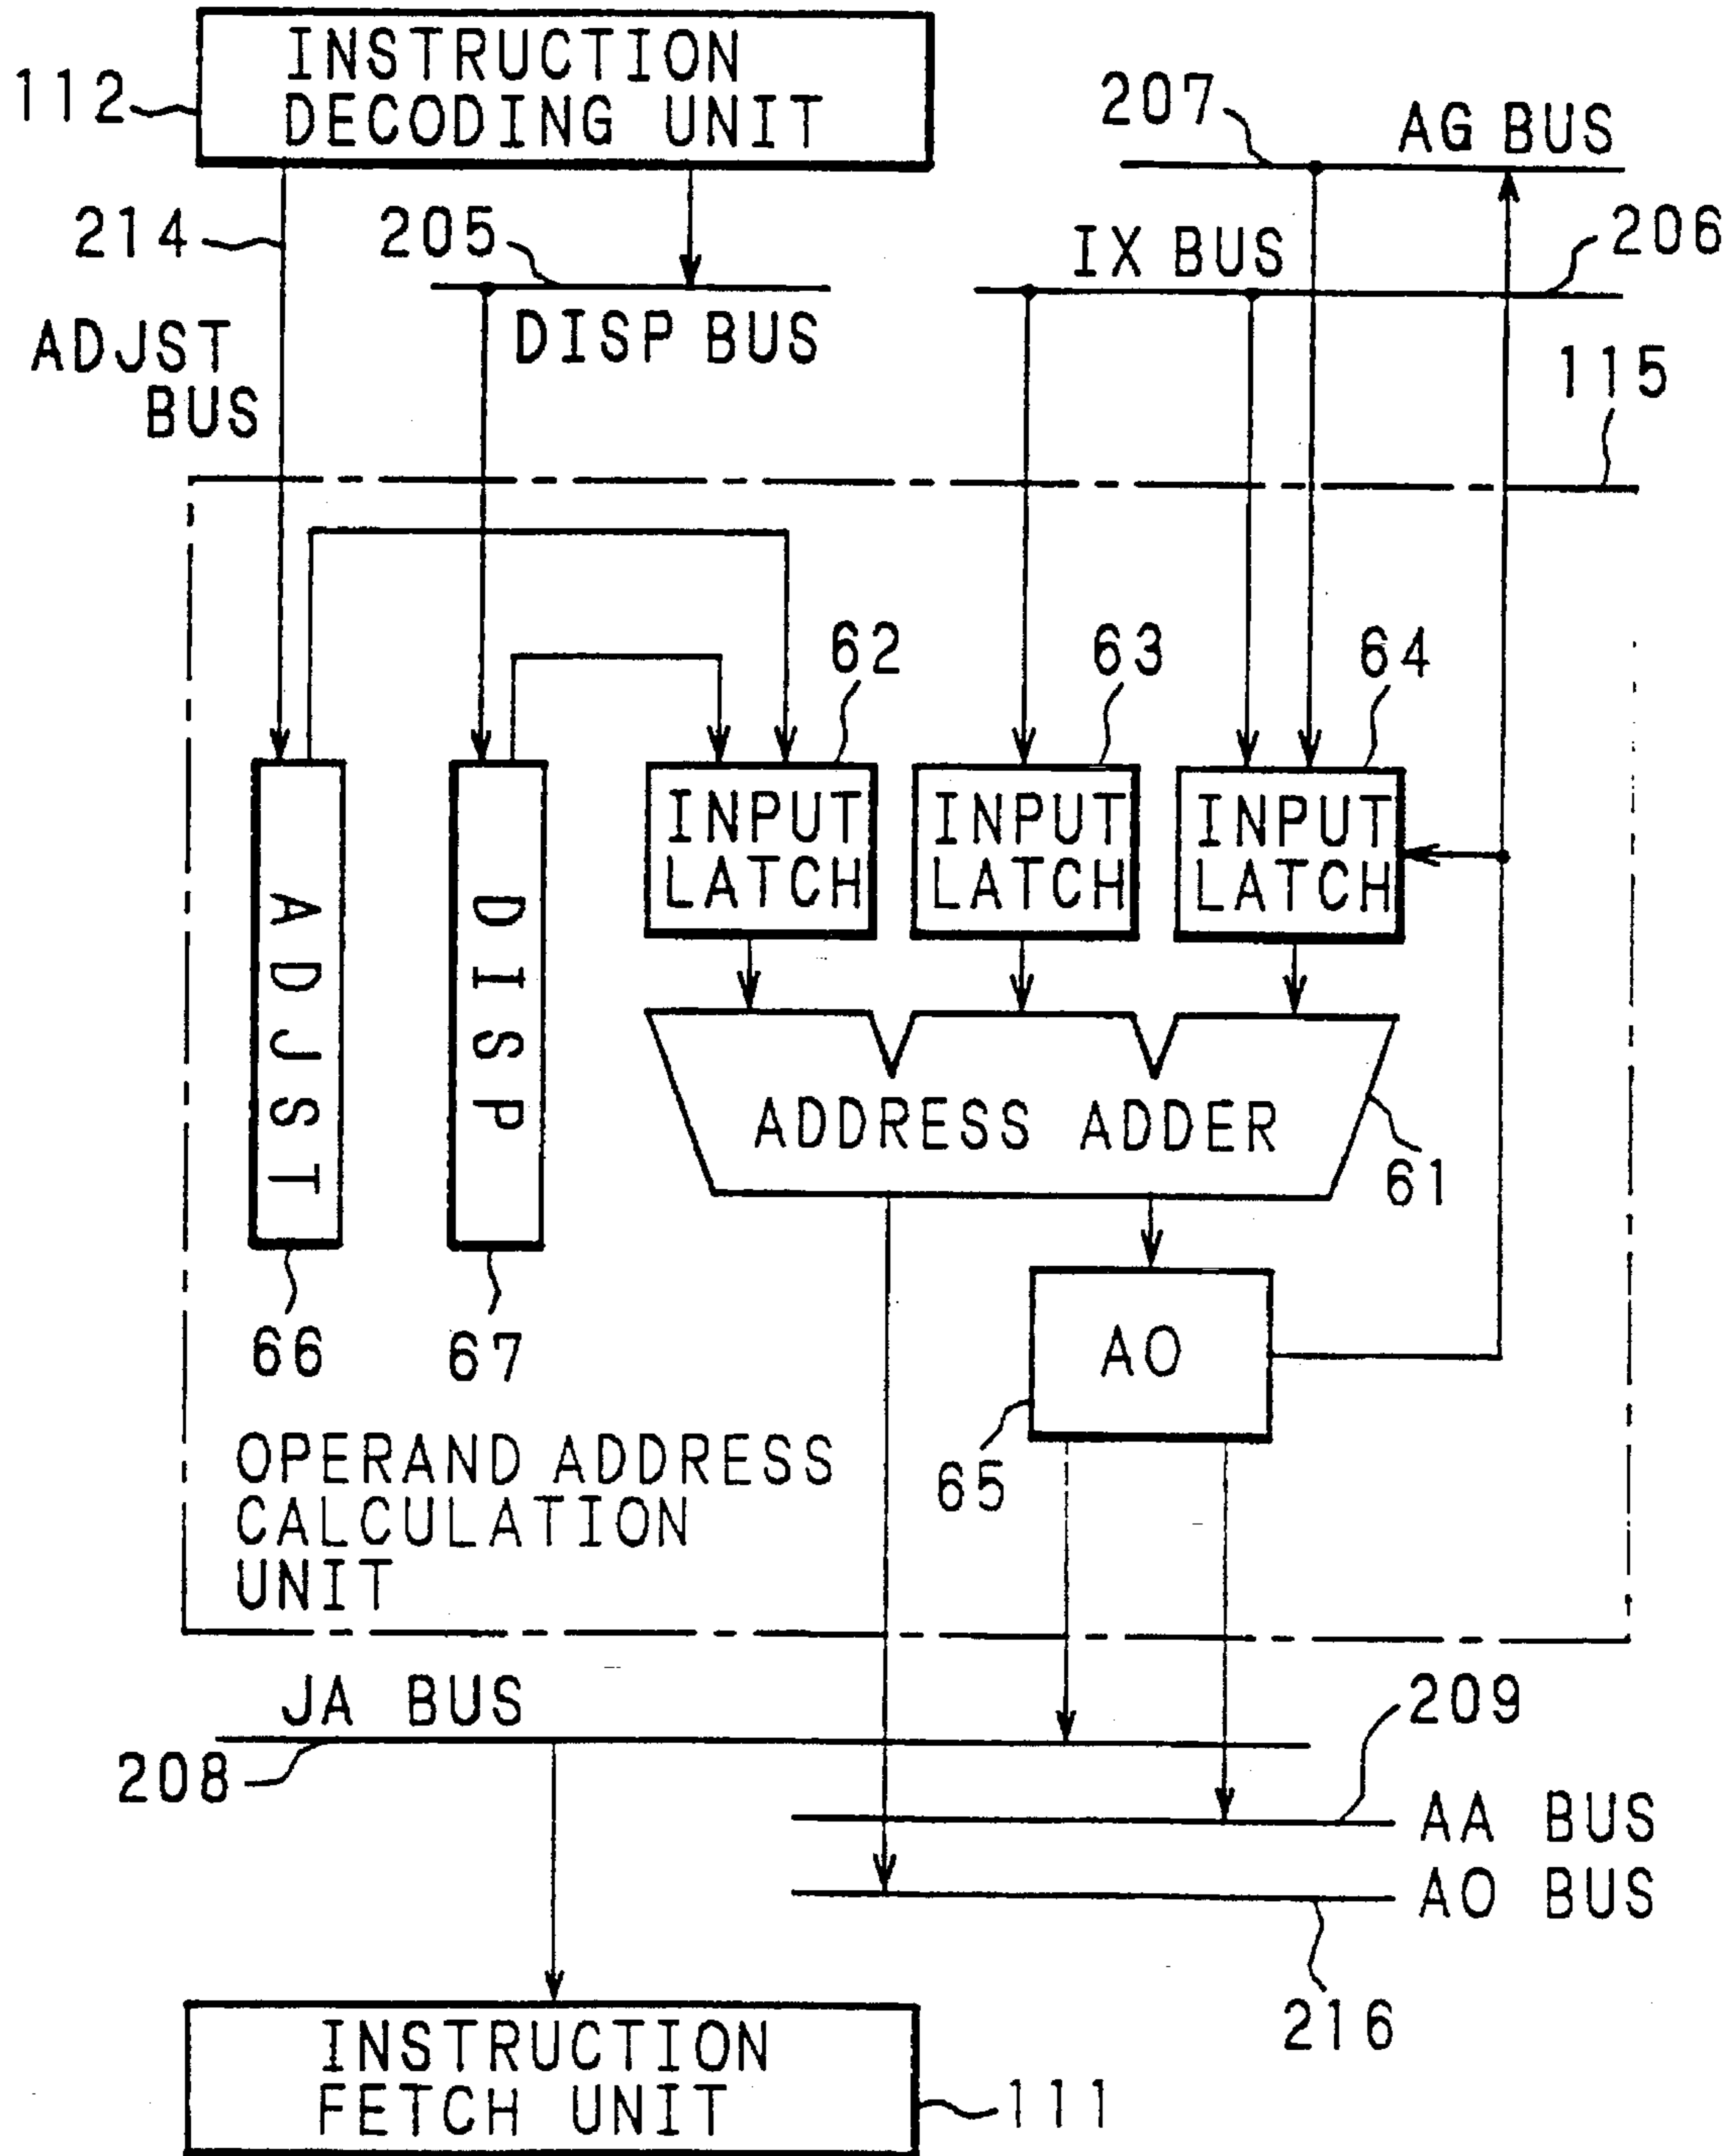 INSTRUCTION
DECODING UNIT
112
207
AG BUS
214
205
IX BUS
206
ADJST
BUS
DISP BUS
115
62
63
64
INPUT
LATCH
INPUT
LATCH
INPUT
LATCH
ADJST
DISP
ADDRESS ADDER
61
66
67
AO
65
OPERAND ADDRESS
CALCULATION
UNIT
JA BUS
208
209
AA BUS
AO BUS
216
INSTRUCTION
FETCH UNIT
111